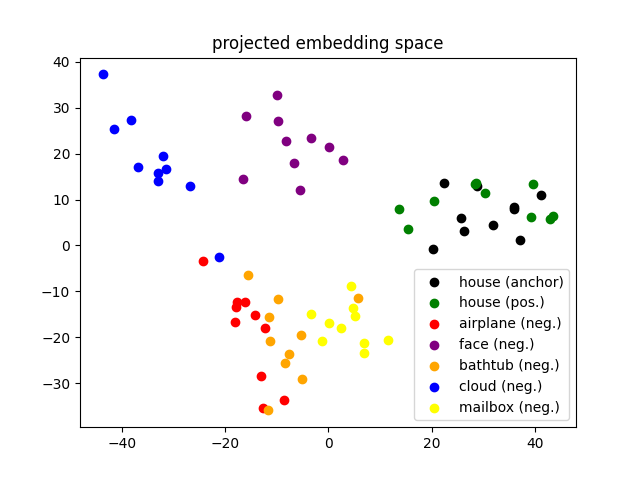 projected embedding space
40
30
20
10
0
−10
−20
−30
−40
−20
0
20
40
house (anchor)
house (pos.)
airplane (neg.)
face (neg.)
bathtub (neg.)
cloud (neg.)
mailbox (neg.)